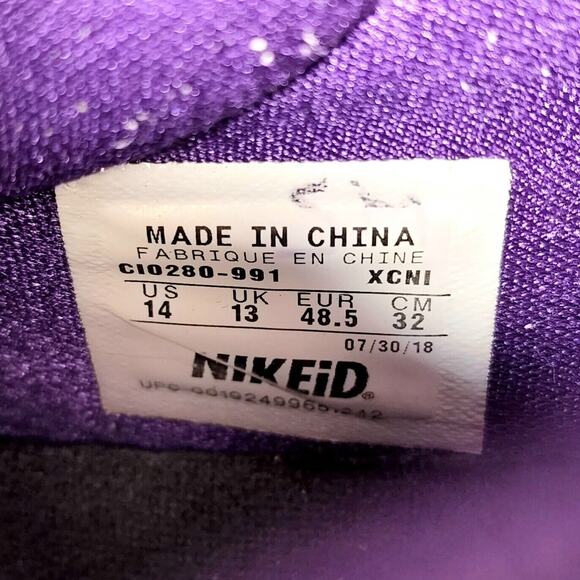 MADE IN CHINA
FABRIQUE EN CHINE
CI0280-991 XCNI
US UK EUR CM
14 13 48.5 32
07/30/18
NIKEiD®
UPC